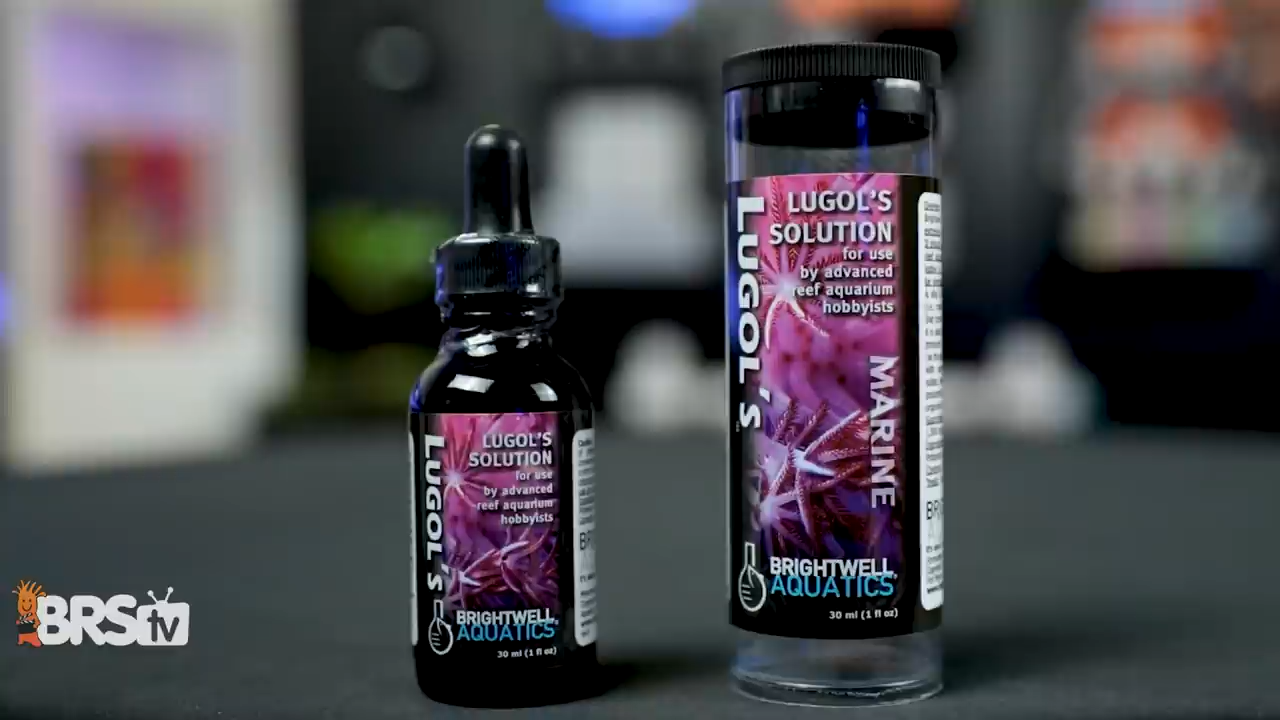 LUGOL'S
SOLUTION
for use
by advanced
reef aquarium
hobbyists
LUGOL'S
BRIGHTWELL
AQUATICS
30 ml (1 fl oz)
LUGOL'S
SOLUTION
for use
by advanced
reef aquarium
hobbyists
LUGOL'S
MARINE
BRIGHTWELL
AQUATICS
30 ml (1 fl oz)
BRStv